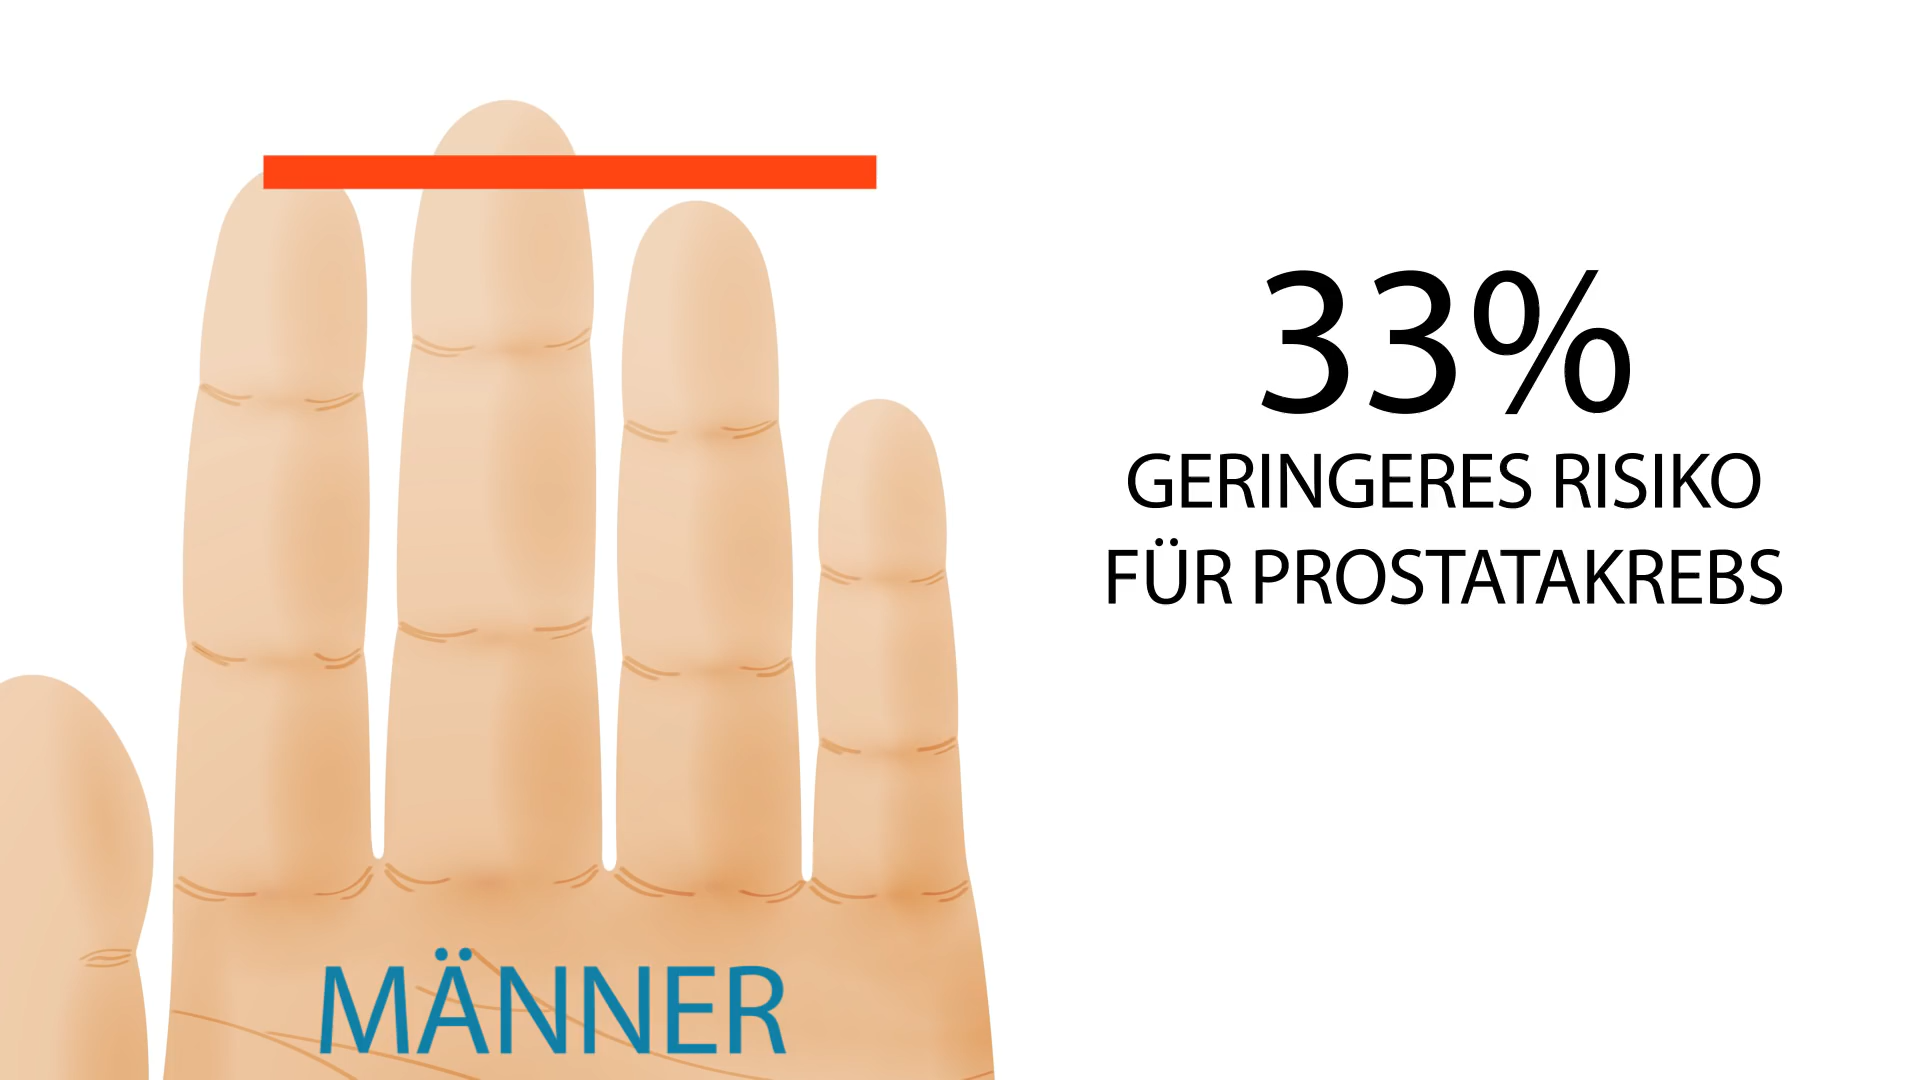 33%
GERINGERES RISIKO
FÜR PROSTATAKREBS
MÄNNER